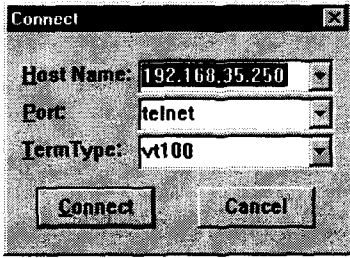 Connect
Host Name: 192.168.35.250
Port: telnet
TermType: vt100
Connect Cancel